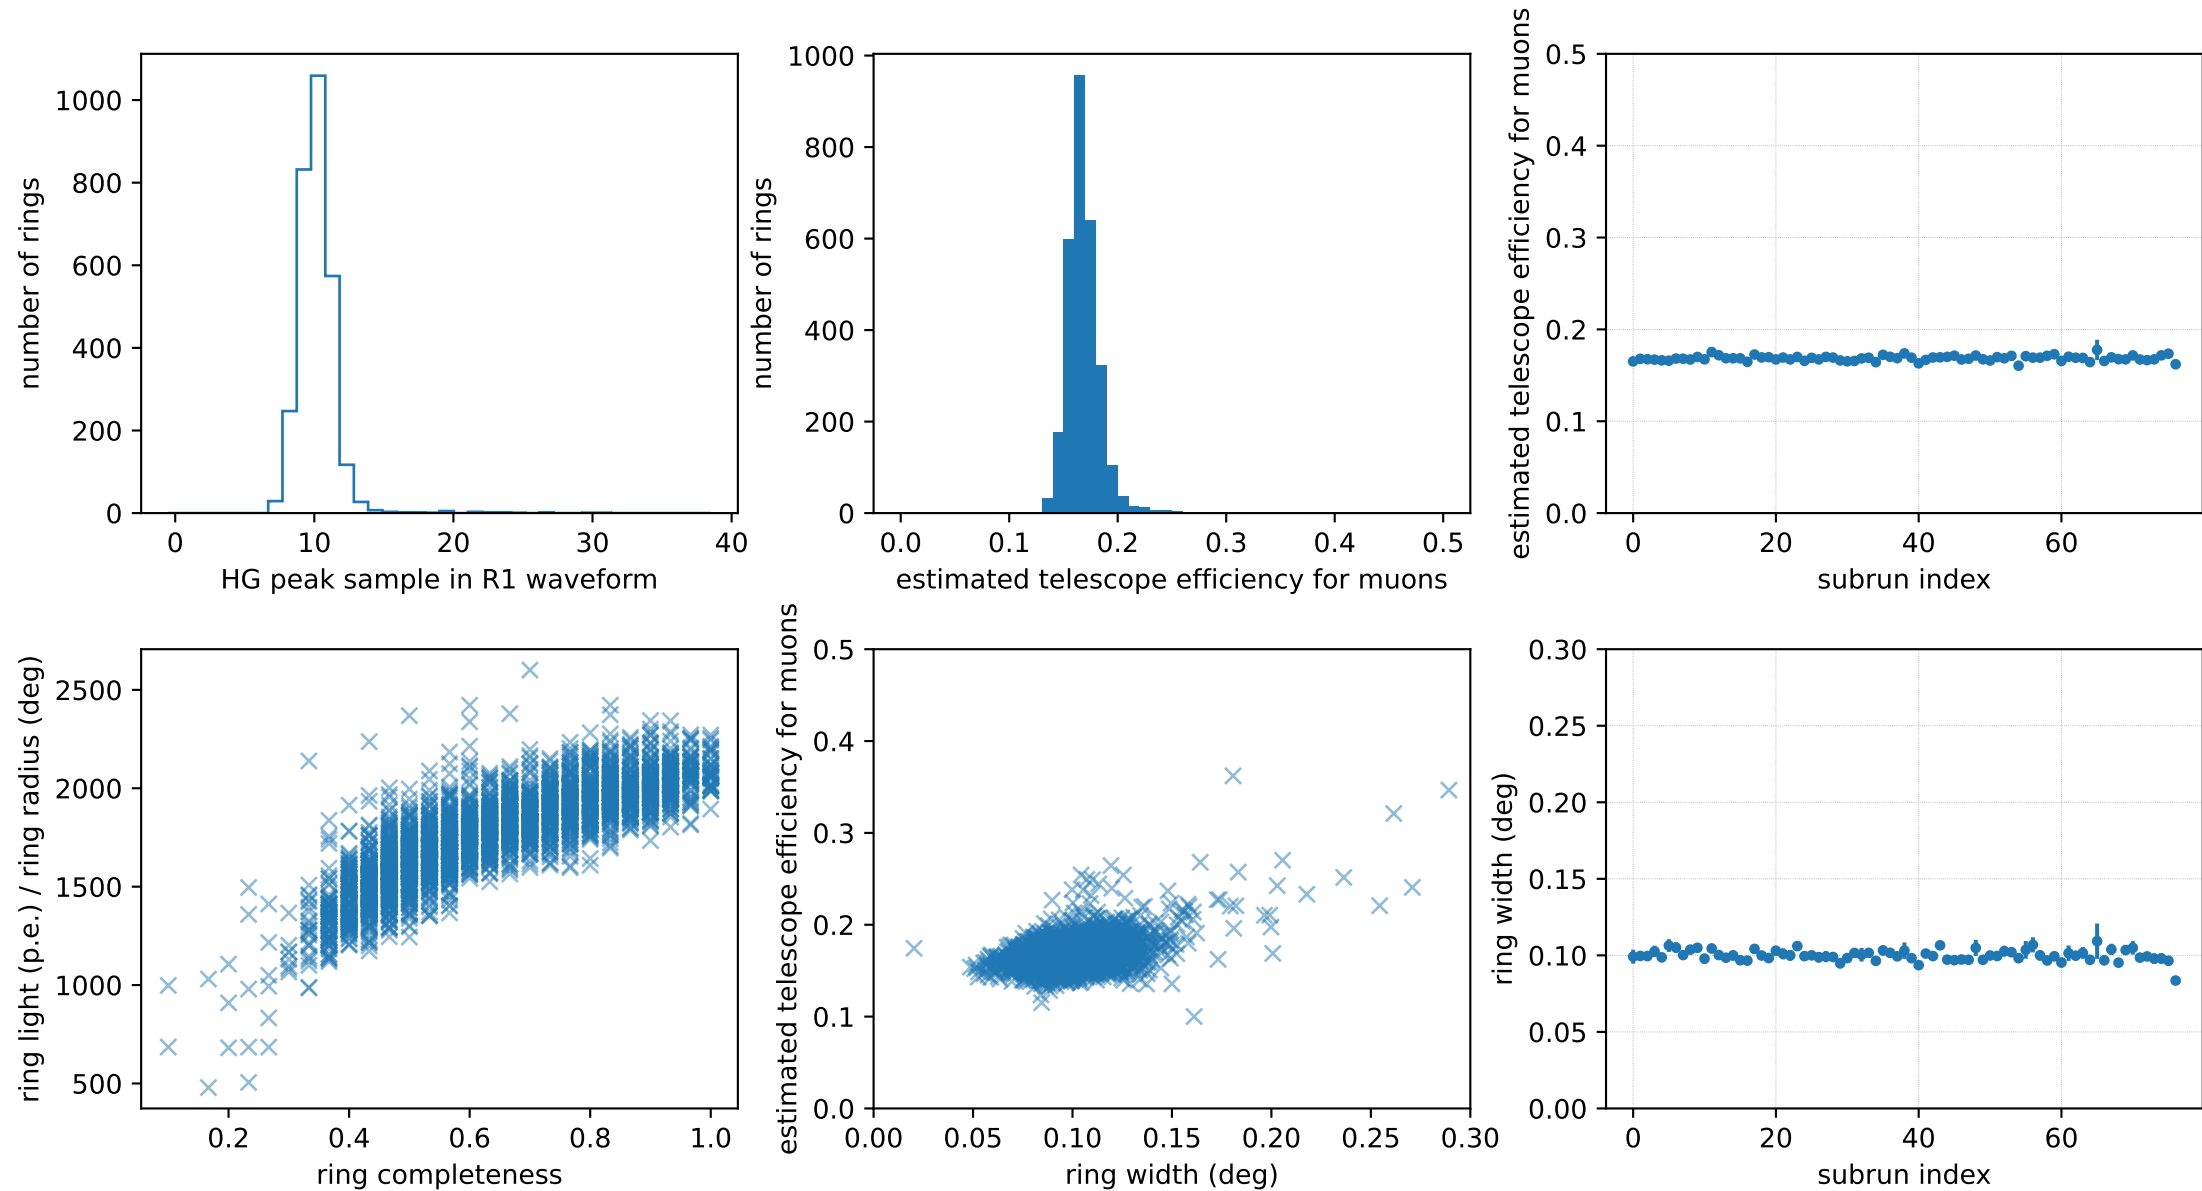 number of rings
1000
800
600
400
200
0
0 10 20 30 40
HG peak sample in R1 waveform
number of rings
1000
800
600
400
200
0
0.0 0.1 0.2 0.3 0.4 0.5
estimated telescope efficiency for muons
estimated telescope efficiency for muons
0.5
0.4
0.3
0.2
0.1
0.0
0 20 40 60
subrun index
ring light (p.e.) / ring radius (deg)
2500
2000
1500
1000
500
0.2 0.4 0.6 0.8 1.0
ring completeness
estimated telescope efficiency for muons
0.5
0.4
0.3
0.2
0.1
0.0
0.00 0.05 0.10 0.15 0.20 0.25 0.30
ring width (deg)
ring width (deg)
0.30
0.25
0.20
0.15
0.10
0.05
0.00
0 20 40 60
subrun index